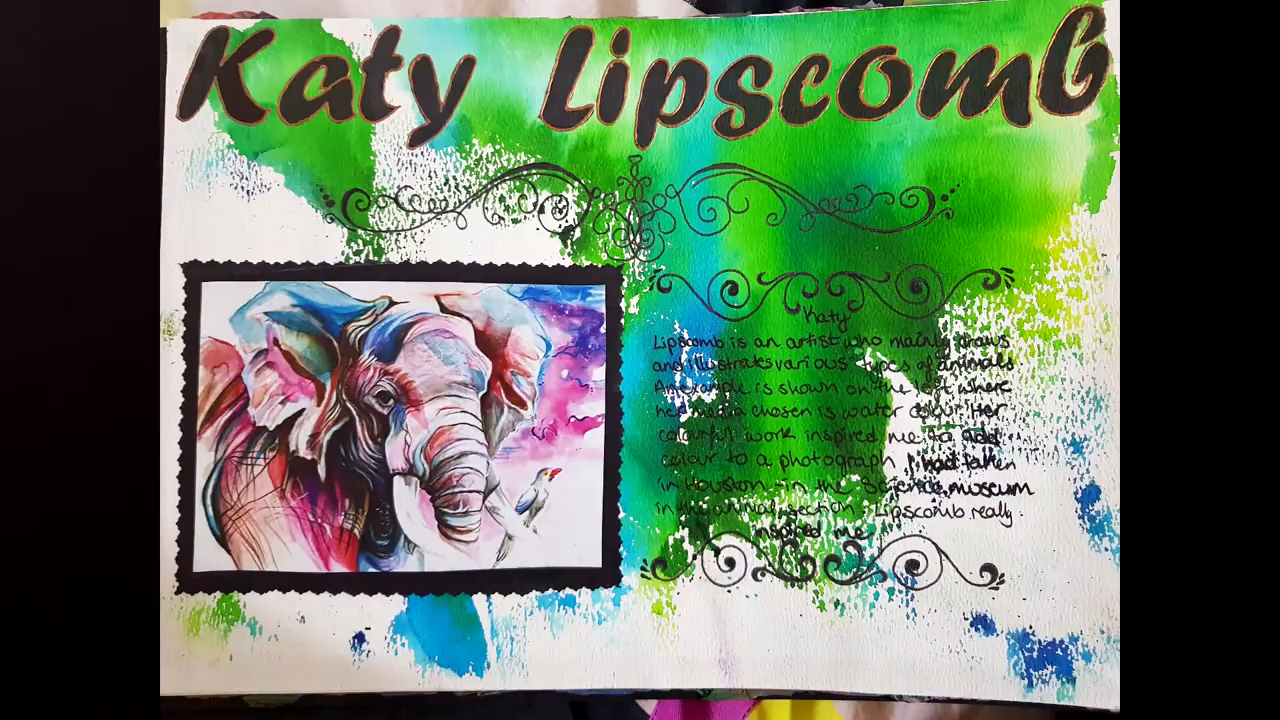 Katy Lipscomb
Katy
Lipscomb is an artist who mainly draws
and illustrates various types of animals
An example is shown on the left where
her media chosen is water colour. Her
colourful work inspired me to add
colour to a photograph I had taken
in Houston in the Science museum
in the animal section. Lipscomb really
inspired me